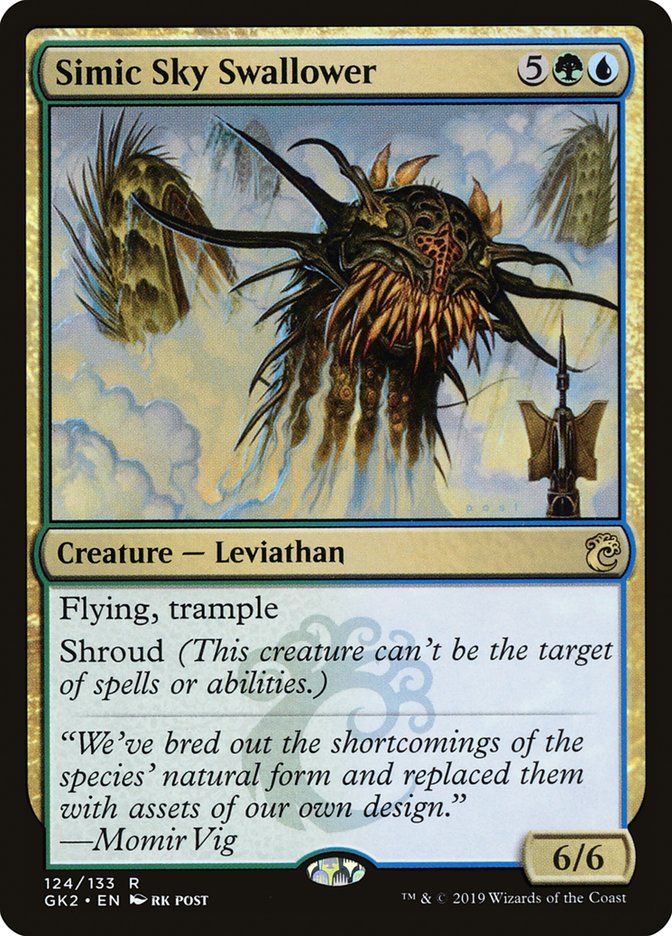 Simic Sky Swallower 5
Creature — Leviathan
Flying, trample
Shroud (This creature can't be the target
of spells or abilities.)
“We've bred out the shortcomings of the
species' natural form and replaced them
with assets of our own design.”
—Momir Vig
6/6
124/133 R
GK2 • EN RK POST
™ & © 2019 Wizards of the Coast